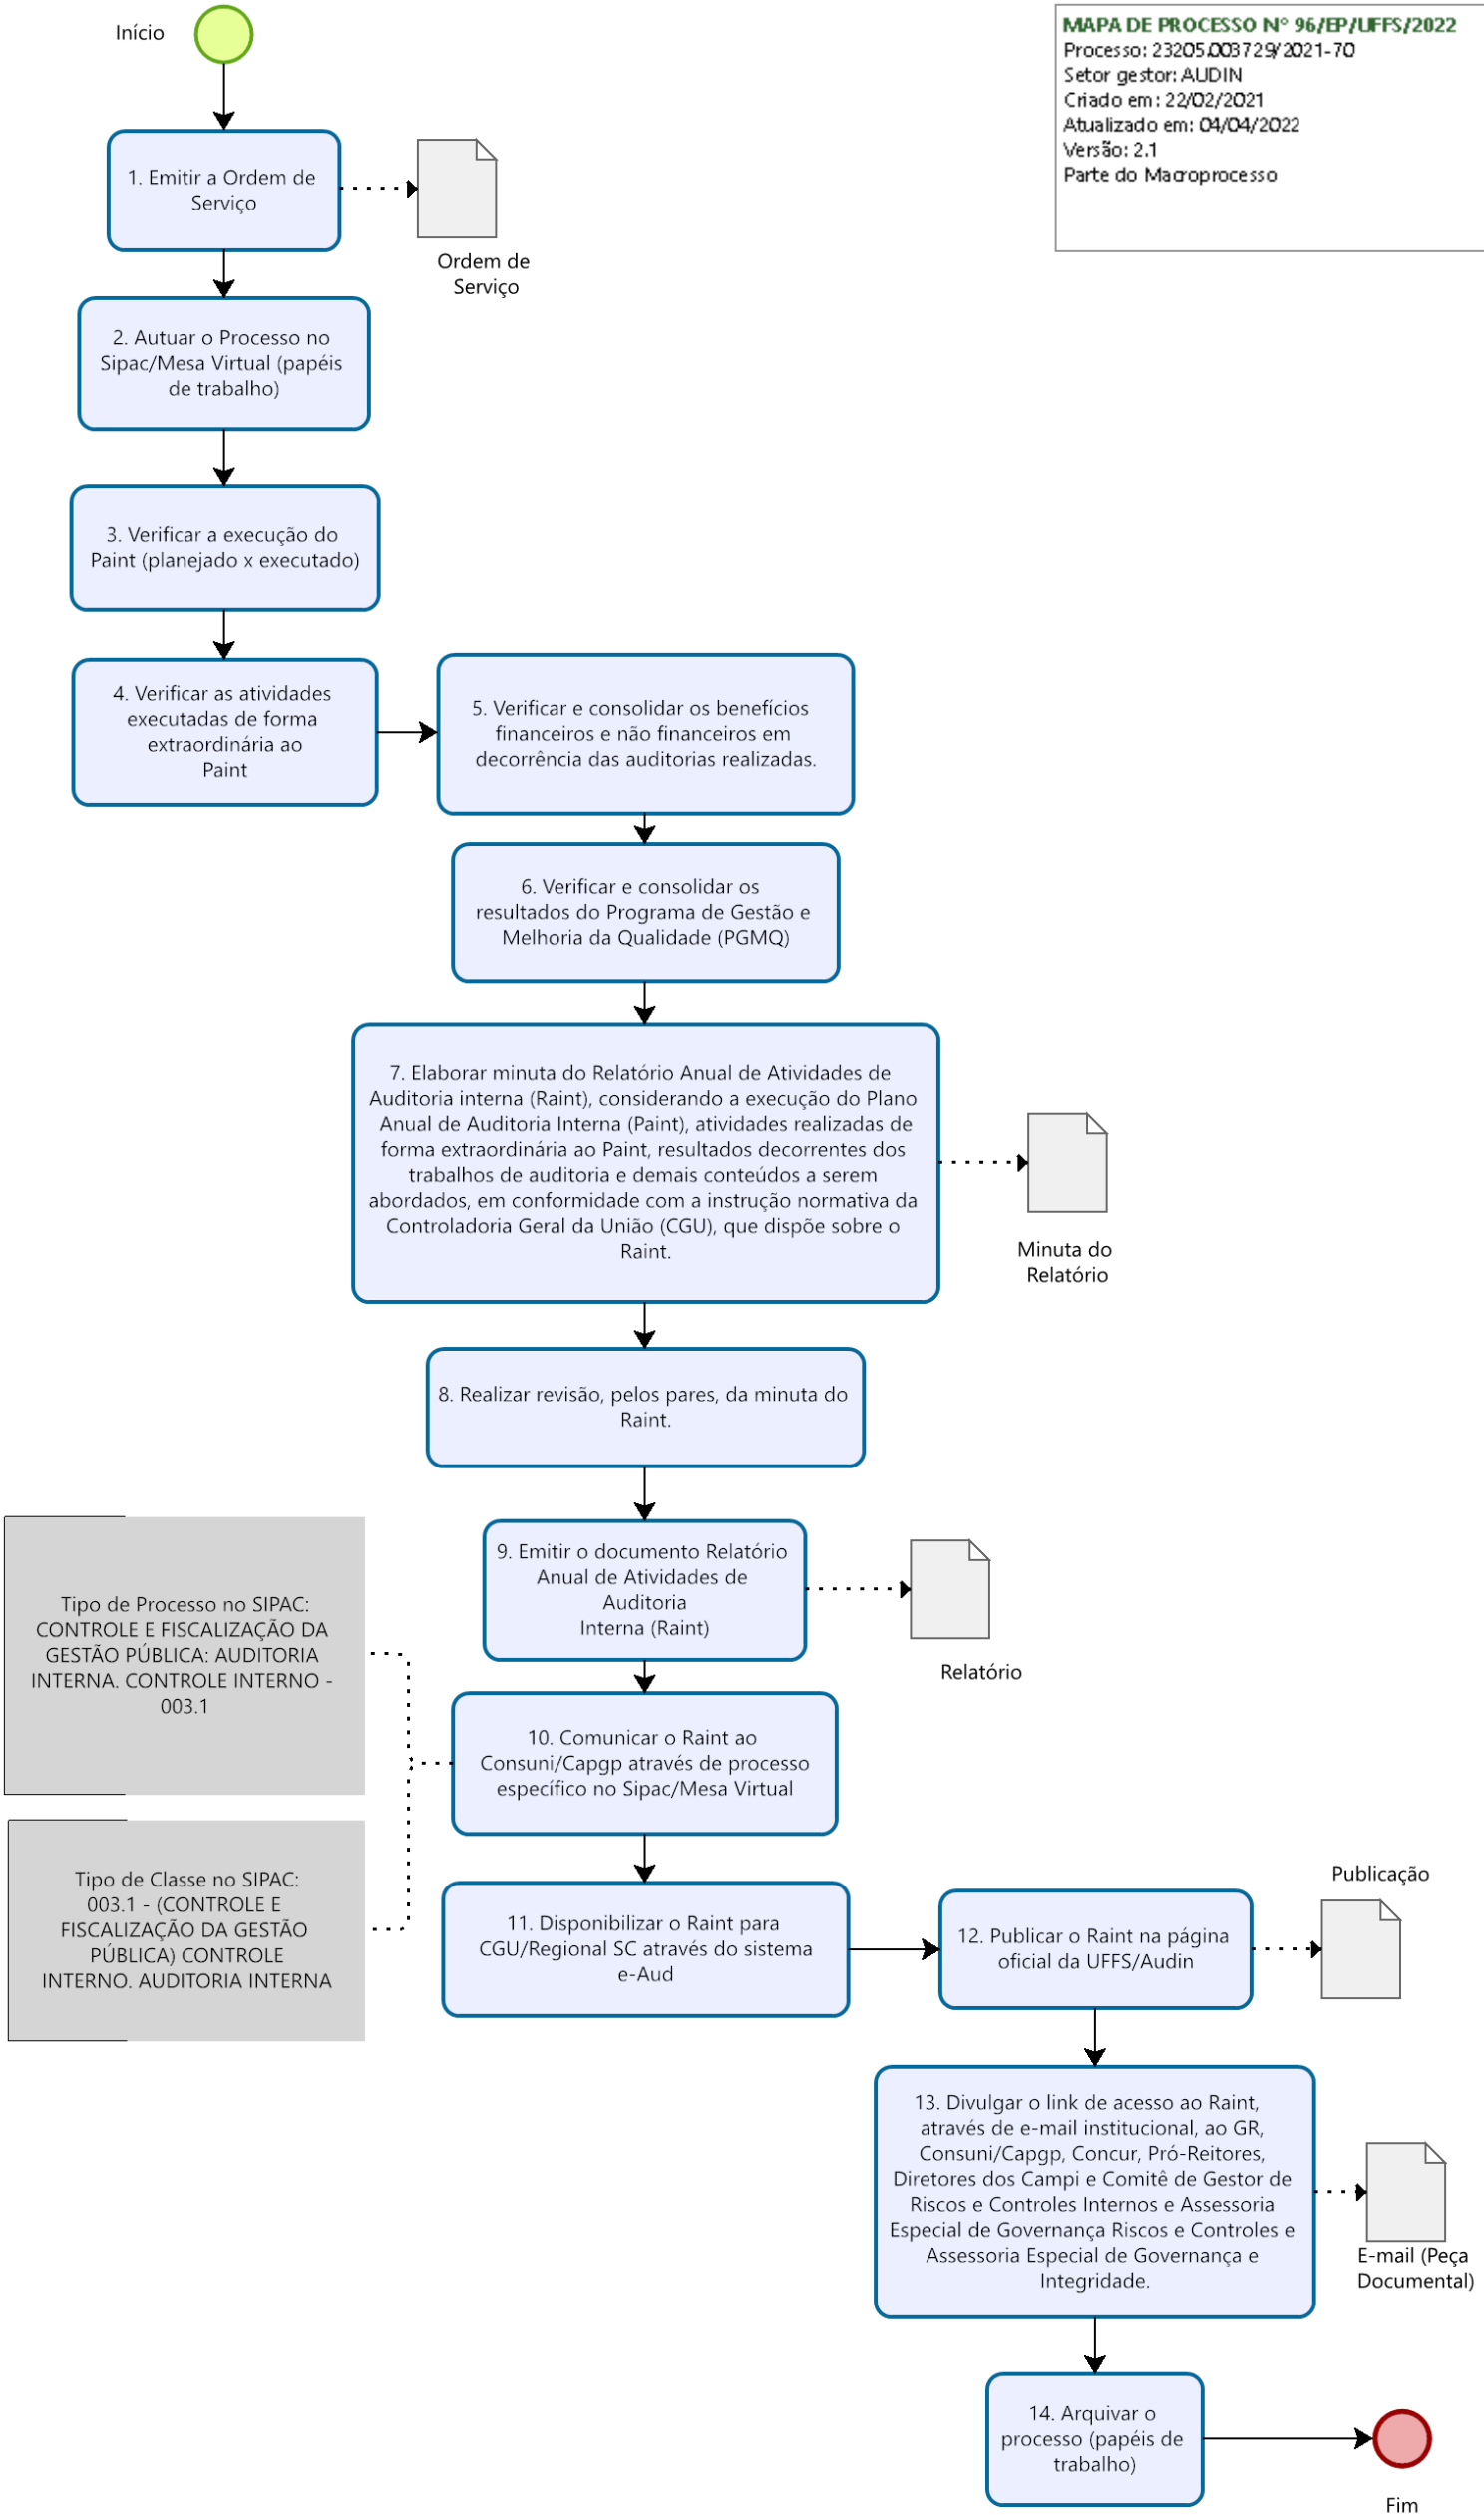 Início
MAPA DE PROCESSO N° 96/EP/UFFS/2022
Processo: 23205.003729/2021-70
Setor gestor: AUDIN
Criado em: 22/02/2021
Atualizado em: 04/04/2022
Versão: 2.1
Parte do Macroprocesso
1. Emitir a Ordem de
Serviço
Ordem de
Serviço
2. Autuar o Processo no
Sipac/Mesa Virtual (papéis
de trabalho)
3. Verificar a execução do
Paint (planejado x executado)
4. Verificar as atividades
executadas de forma
extraordinária ao
Paint
5. Verificar e consolidar os benefícios
financeiros e não financeiros em
decorrência das auditorias realizadas.
6. Verificar e consolidar os
resultados do Programa de Gestão e
Melhoria da Qualidade (PGMQ)
7. Elaborar minuta do Relatório Anual de Atividades de
Auditoria interna (Raint), considerando a execução do Plano
Anual de Auditoria Interna (Paint), atividades realizadas de
forma extraordinária ao Paint, resultados decorrentes dos
trabalhos de auditoria e demais conteúdos a serem
abordados, em conformidade com a instrução normativa da
Controladoria Geral da União (CGU), que dispõe sobre o
Raint.
Minuta do
Relatório
8. Realizar revisão, pelos pares, da minuta do
Raint.
9. Emitir o documento Relatório
Anual de Atividades de
Auditoria
Interna (Raint)
Relatório
Tipo de Processo no SIPAC:
CONTROLE E FISCALIZAÇÃO DA
GESTÃO PÚBLICA: AUDITORIA
INTERNA. CONTROLE INTERNO -
003.1
10. Comunicar o Raint ao
Consuni/Capgp através de processo
específico no Sipac/Mesa Virtual
Tipo de Classe no SIPAC:
003.1 - (CONTROLE E
FISCALIZAÇÃO DA GESTÃO
PÚBLICA) CONTROLE
INTERNO. AUDITORIA INTERNA
11. Disponibilizar o Raint para
CGU/Regional SC através do sistema
e-Aud
12. Publicar o Raint na página
oficial da UFFS/Audin
Publicação
13. Divulgar o link de acesso ao Raint,
através de e-mail institucional, ao GR,
Consuni/Capgp, Concur, Pró-Reitores,
Diretores dos Campi e Comitê de Gestor de
Riscos e Controles Internos e Assessoria
Especial de Governança Riscos e Controles e
Assessoria Especial de Governança e
Integridade.
E-mail (Peça
Documental)
14. Arquivar o
processo (papéis de
trabalho)
Fim